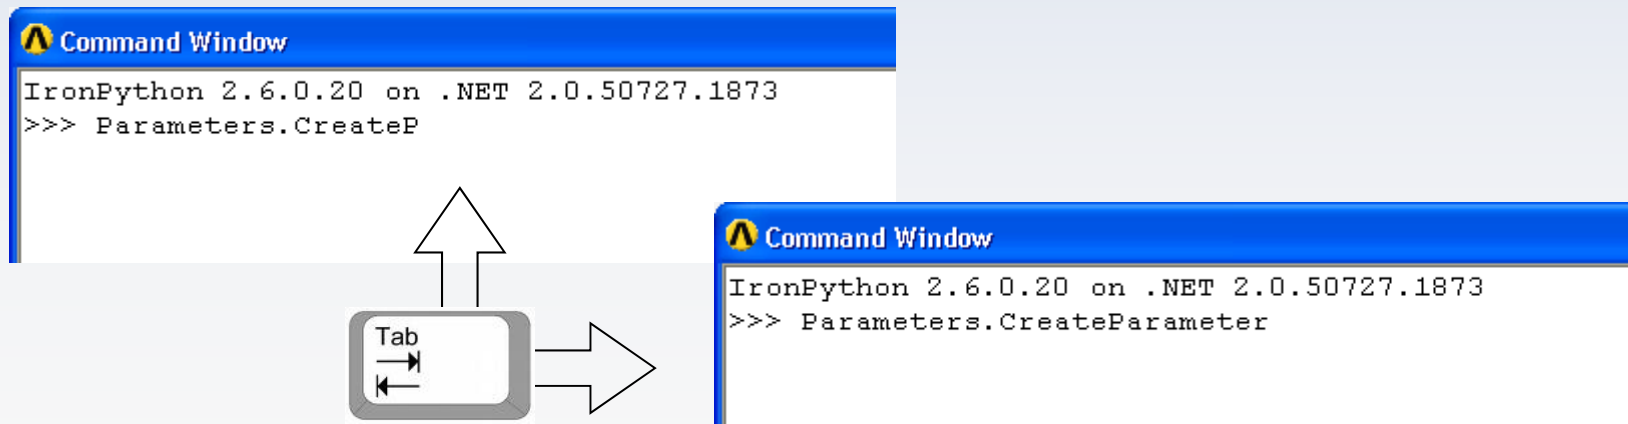 Command Window
IronPython 2.6.0.20 on .NET 2.0.50727.1873
>>> Parameters.CreateP
Tab
Command Window
IronPython 2.6.0.20 on .NET 2.0.50727.1873
>>> Parameters.CreateParameter